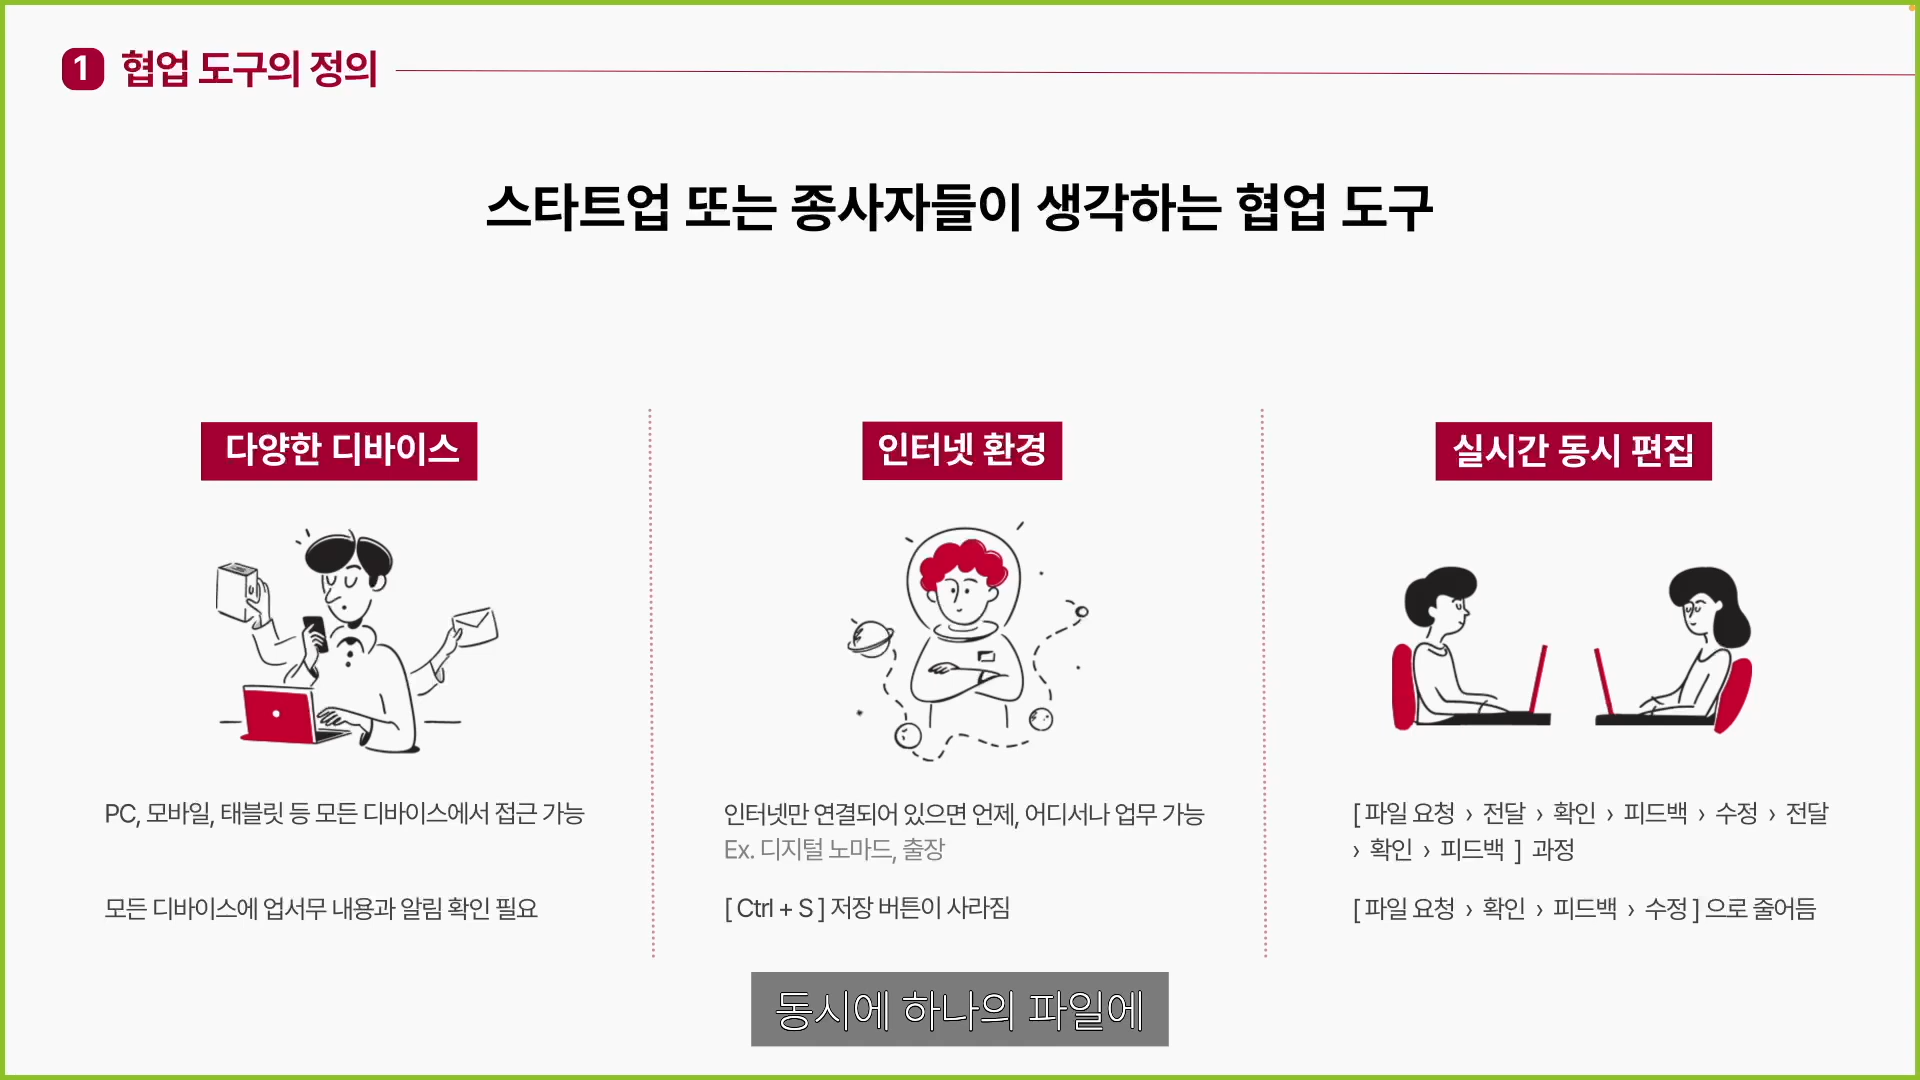 1 협업 도구의 정의
스타트업 또는 종사자들이 생각하는 협업 도구
다양한 디바이스
PC, 모바일, 태블릿 등 모든 디바이스에서 접근 가능
모든 디바이스에 업서무 내용과 알림 확인 필요
인터넷 환경
인터넷만 연결되어 있으면 언제, 어디서나 업무 가능
Ex. 디지털 노마드, 출장
[ Ctrl + S ] 저장 버튼이 사라짐
실시간 동시 편집
[ 파일 요청 › 전달 › 확인 › 피드백 › 수정 › 전달
› 확인 › 피드백 ] 과정
[ 파일 요청 › 확인 › 피드백 › 수정 ] 으로 줄어듬
동시에 하나의 파일에